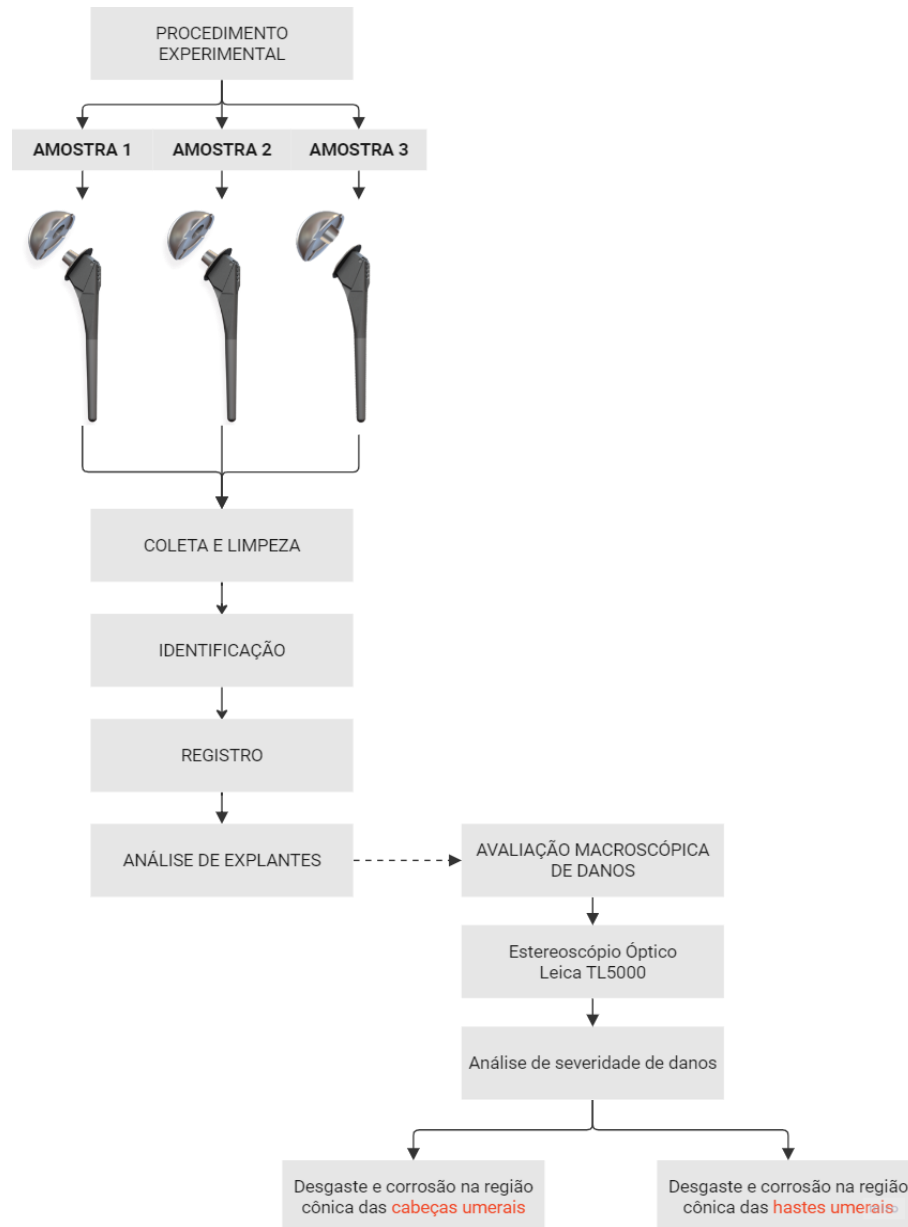 PROCEDIMENTO
EXPERIMENTAL
AMOSTRA 1
AMOSTRA 2
AMOSTRA 3
COLETA E LIMPEZA
IDENTIFICAÇÃO
REGISTRO
ANÁLISE DE EXPLANTES
AVALIAÇÃO MACROSCÓPICA
DE DANOS
Estereoscópio Óptico
Leica TL5000
Análise de severidade de danos
Desgaste e corrosão na região
cônica das cabeças umerais
Desgaste e corrosão na região
cônica das hastes umerais